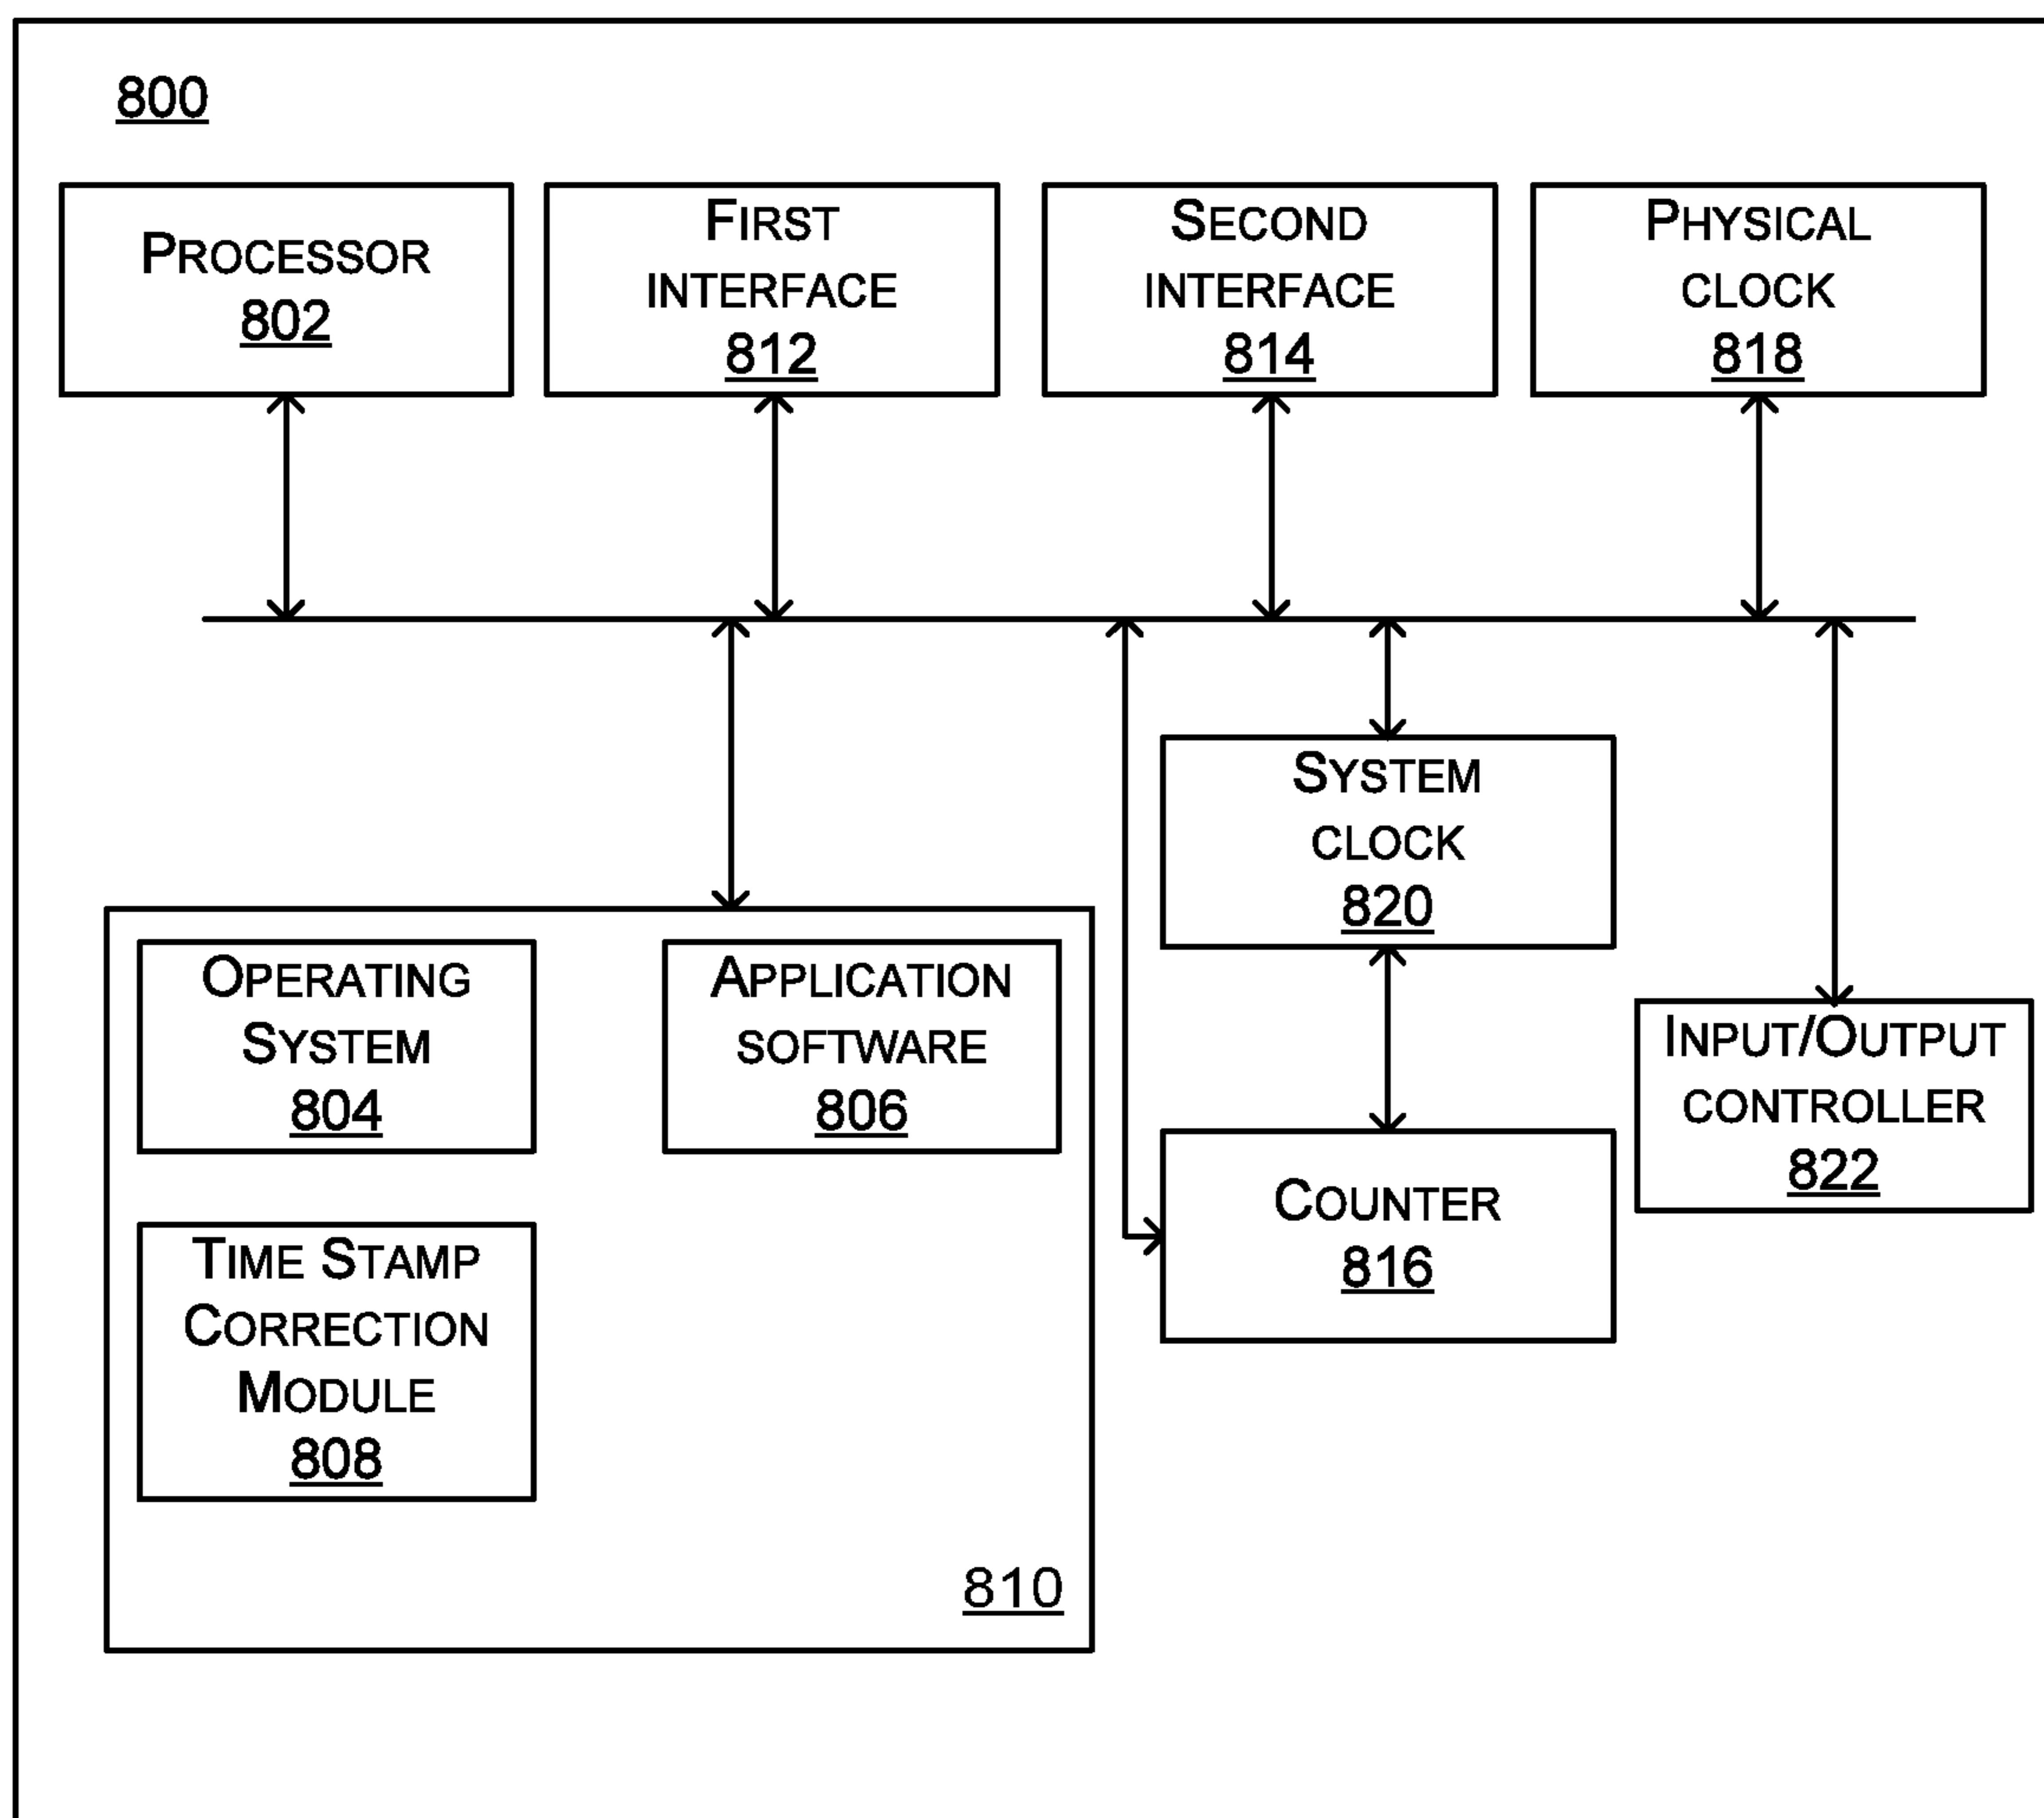 800
PROCESSOR
802
FIRST
INTERFACE
812
SECOND
INTERFACE
814
PHYSICAL
CLOCK
818
SYSTEM
CLOCK
820
OPERATING
SYSTEM
804
APPLICATION
SOFTWARE
806
INPUT/OUTPUT
CONTROLLER
822
COUNTER
816
TIME STAMP
CORRECTION
MODULE
808
810